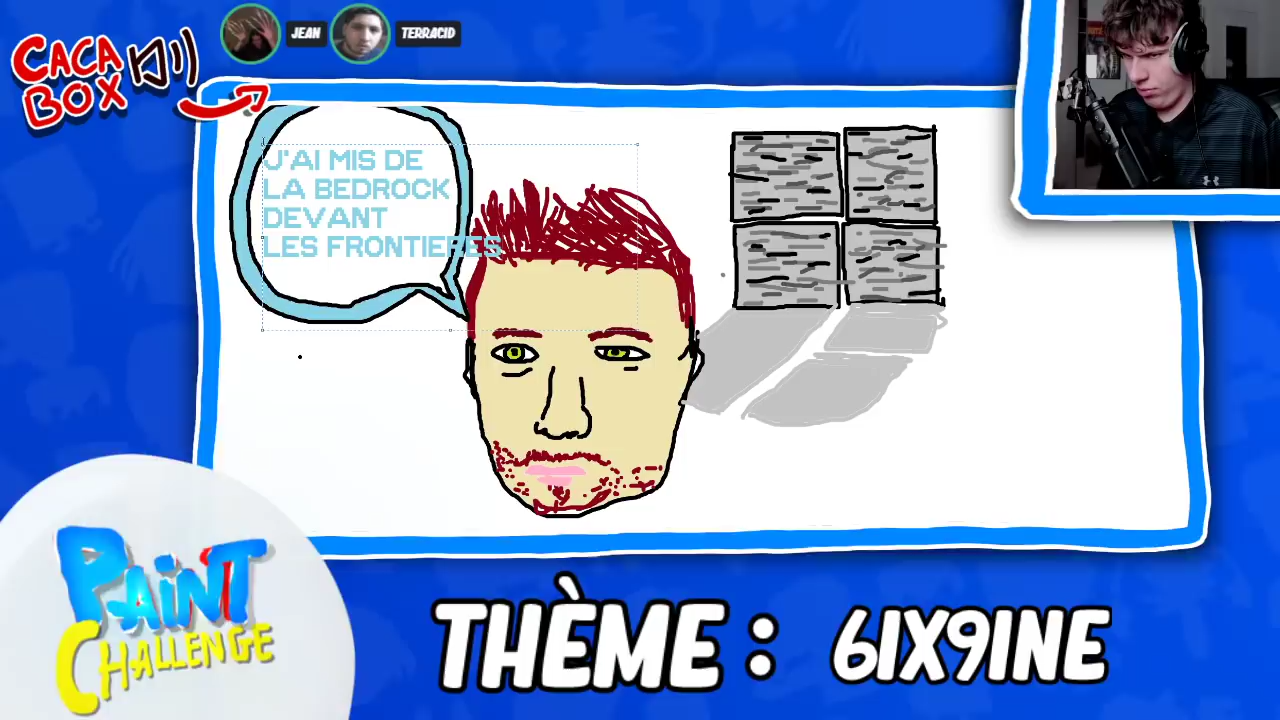 CACA
BOX
JEAN
TERRACID
J'AI MIS DE
LA BEDROCK
DEVANT
LES FRONTIERES
PAINT
CHALLENGE
THÈME : 6IX9INE